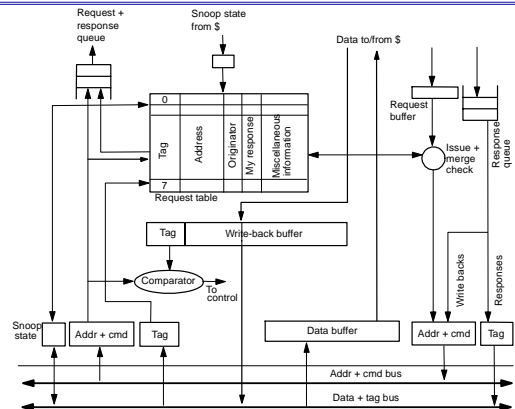 Request +
response
queue
Snoop state
from $
Data to/from $
0
Tag
Address
Originator
My response
Miscellaneous
information
7
Request table
Request
buffer
Issue +
merge
check
Response
queue
Tag
Write-back buffer
Comparator
To
control
Write backs
Responses
Snoop
state
Addr + cmd
Tag
Data buffer
Addr + cmd
Tag
Addr + cmd bus
Data + tag bus